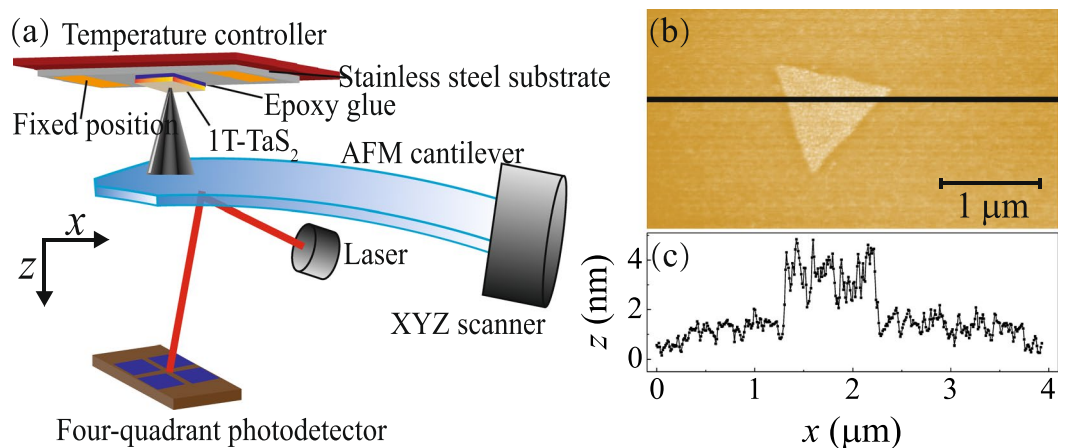 (a)
Temperature controller
Stainless steel substrate
Epoxy glue
Fixed position
1T-TaS₂
AFM cantilever
x
z
Laser
XYZ scanner
Four-quadrant photodetector
(b)
1 μm
(c)
4
2
0
z (nm)
0 1 2 3 4
x (μm)